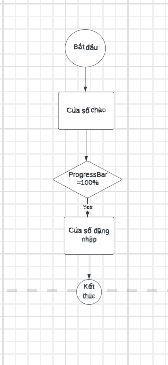 Bắt đầu
Cửa sổ chào
ProgressBar
=100%
Yes
Cửa sổ đăng
nhập
Kết
thúc